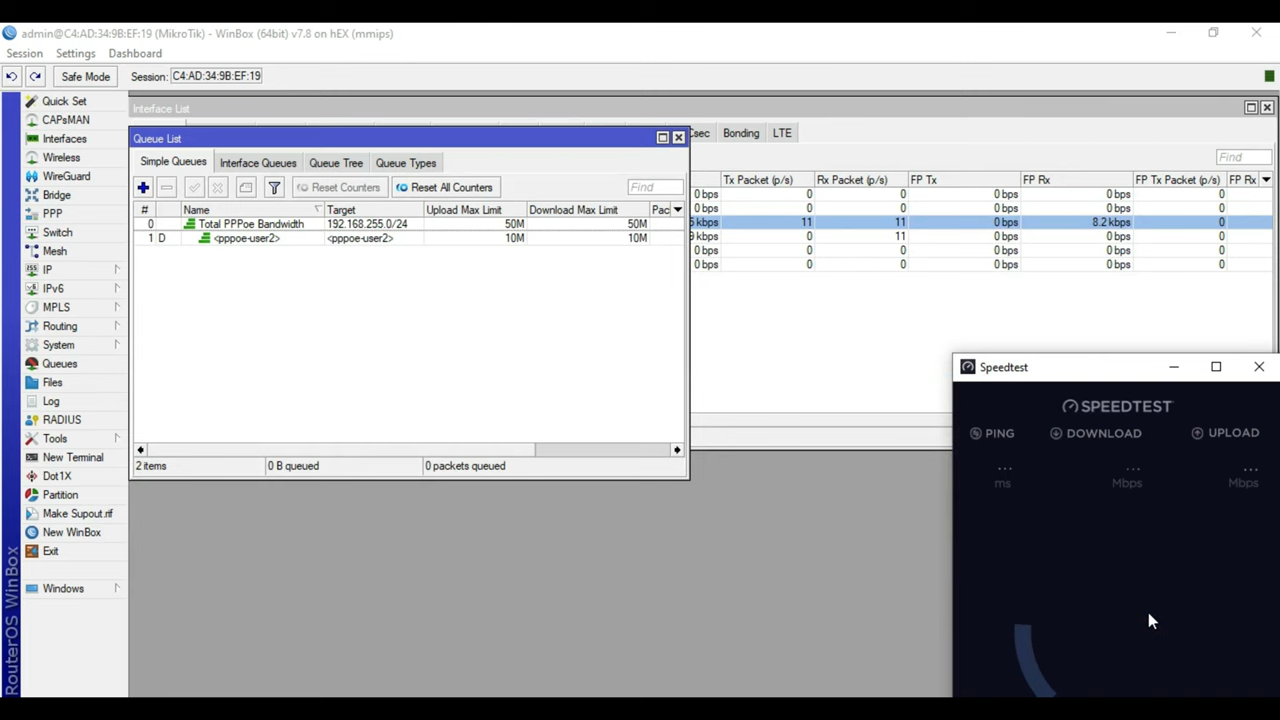 admin@C4:AD:34:9B:EF:19 (MikroTik) - WinBox (64bit) v7.8 on hEX (mmips)
Session Settings Dashboard
Safe Mode Session: C4:AD:34:9B:EF:19
Quick Set
CAPsMAN
Interfaces
Wireless
WireGuard
Bridge
PPP
Switch
Mesh
IP
IPv6
MPLS
Routing
System
Queues
Files
Log
RADIUS
Tools
New Terminal
Dot1X
Partition
Make Supout.rif
New WinBox
Exit
Windows
RouterOS WinBox
Interface List
Bonding LTE
Find
Tx Packet (p/s) Rx Packet (p/s) FP Tx FP Rx FP Tx Packet (p/s) FP Rx
0 bps 0 0 0 bps 0 bps 0
0 bps 0 0 0 bps 0 bps 0
kbps 11 11 0 bps 8.2 kbps 0
kbps 0 11 0 bps 0 bps 0
0 bps 0 0 0 bps 0 bps 0
0 bps 0 0 0 bps 0 bps 0
Queue List
Simple Queues Interface Queues Queue Tree Queue Types
Reset Counters Reset All Counters Find
# Name Target Upload Max Limit Download Max Limit Pac
0 Total PPPoe Bandwidth 192.168.255.0/24 50M 50M
1 D <pppoe-user2> <pppoe-user2> 10M 10M
2 items 0 B queued 0 packets queued
Speedtest
SPEEDTEST
PING DOWNLOAD UPLOAD
... ... ...
ms Mbps Mbps